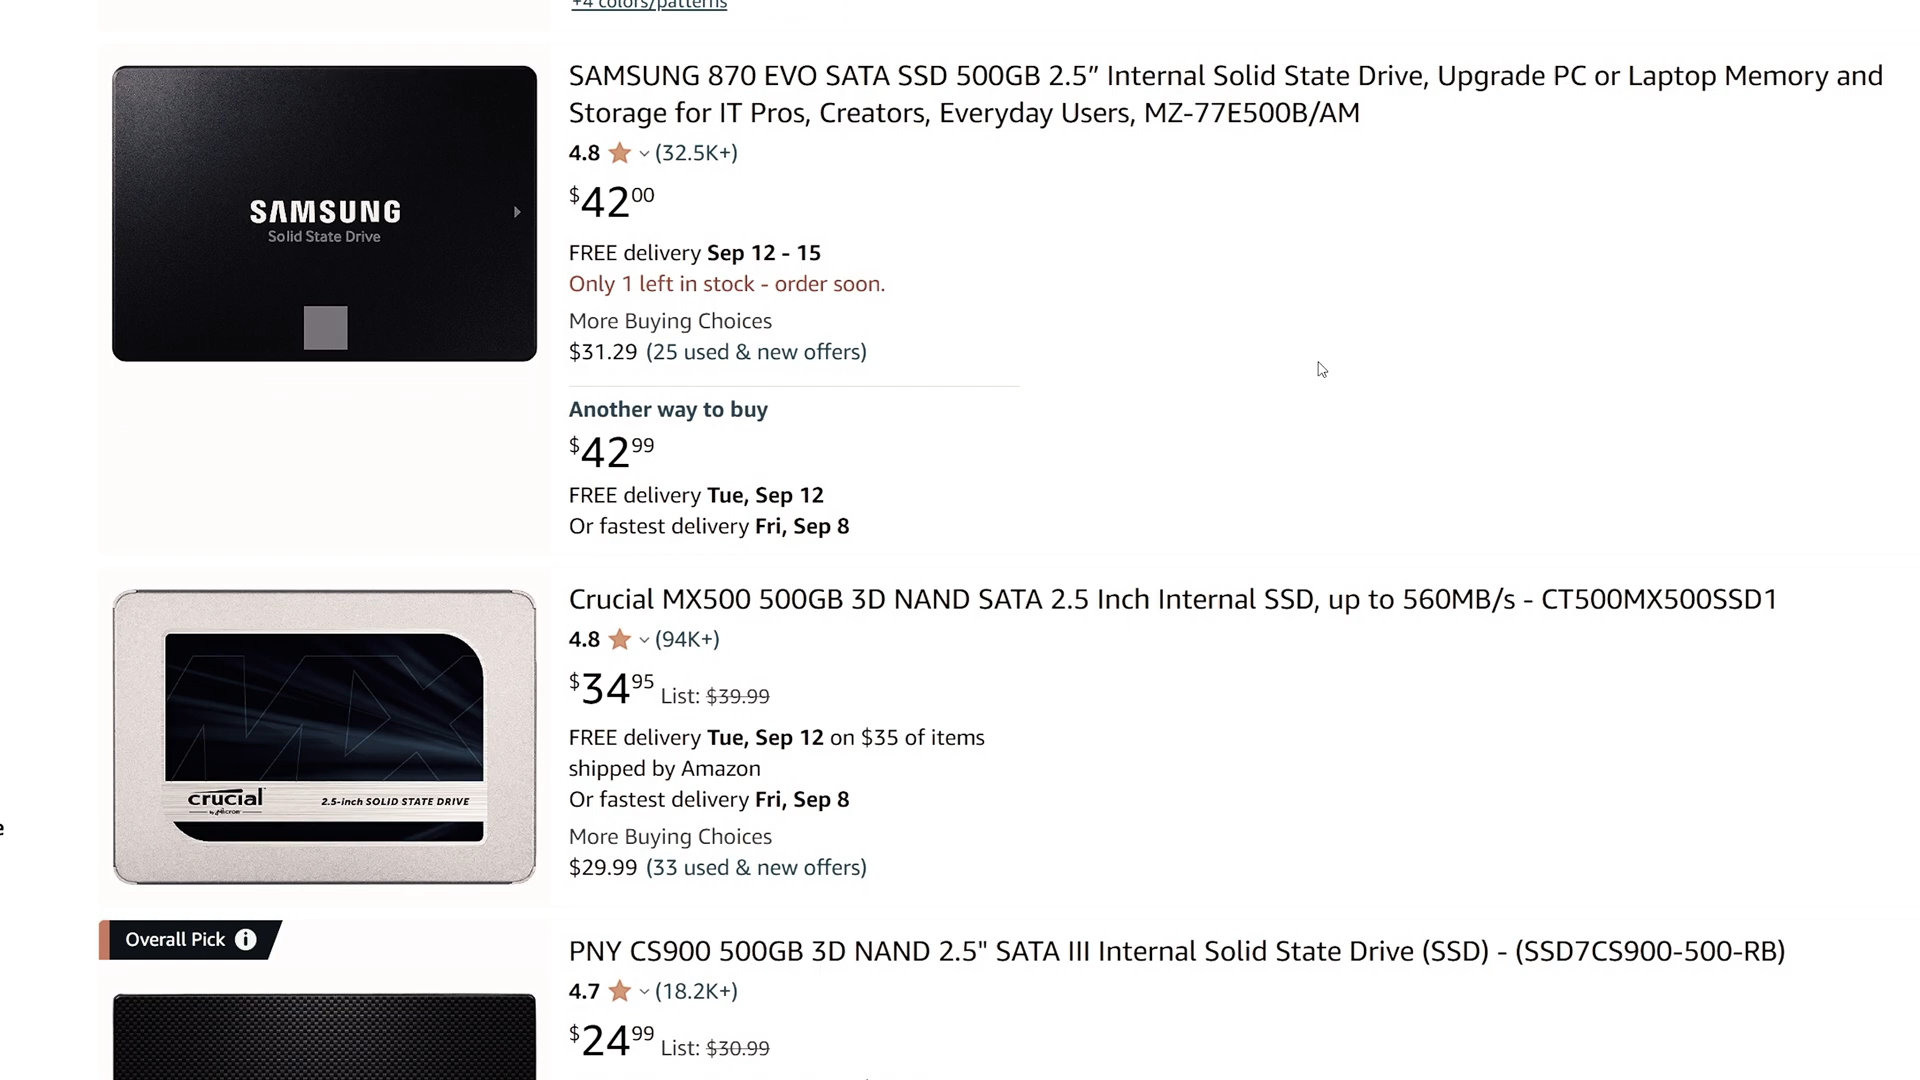 +4 colors/patterns
SAMSUNG 870 EVO SATA SSD 500GB 2.5” Internal Solid State Drive, Upgrade PC or Laptop Memory and
Storage for IT Pros, Creators, Everyday Users, MZ-77E500B/AM
4.8 (32.5K+)
$42 00
FREE delivery Sep 12 - 15
Only 1 left in stock - order soon.
More Buying Choices
$31.29 (25 used & new offers)
Another way to buy
$42 99
FREE delivery Tue, Sep 12
Or fastest delivery Fri, Sep 8
SAMSUNG
Solid State Drive
Crucial MX500 500GB 3D NAND SATA 2.5 Inch Internal SSD, up to 560MB/s - CT500MX500SSD1
4.8 (94K+)
$34 95 List: $39.99
FREE delivery Tue, Sep 12 on $35 of items
shipped by Amazon
Or fastest delivery Fri, Sep 8
More Buying Choices
$29.99 (33 used & new offers)
MX
crucial
by Micron
2.5-inch SOLID STATE DRIVE
e
Overall Pick
PNY CS900 500GB 3D NAND 2.5" SATA III Internal Solid State Drive (SSD) - (SSD7CS900-500-RB)
4.7 (18.2K+)
$24 99 List: $30.99